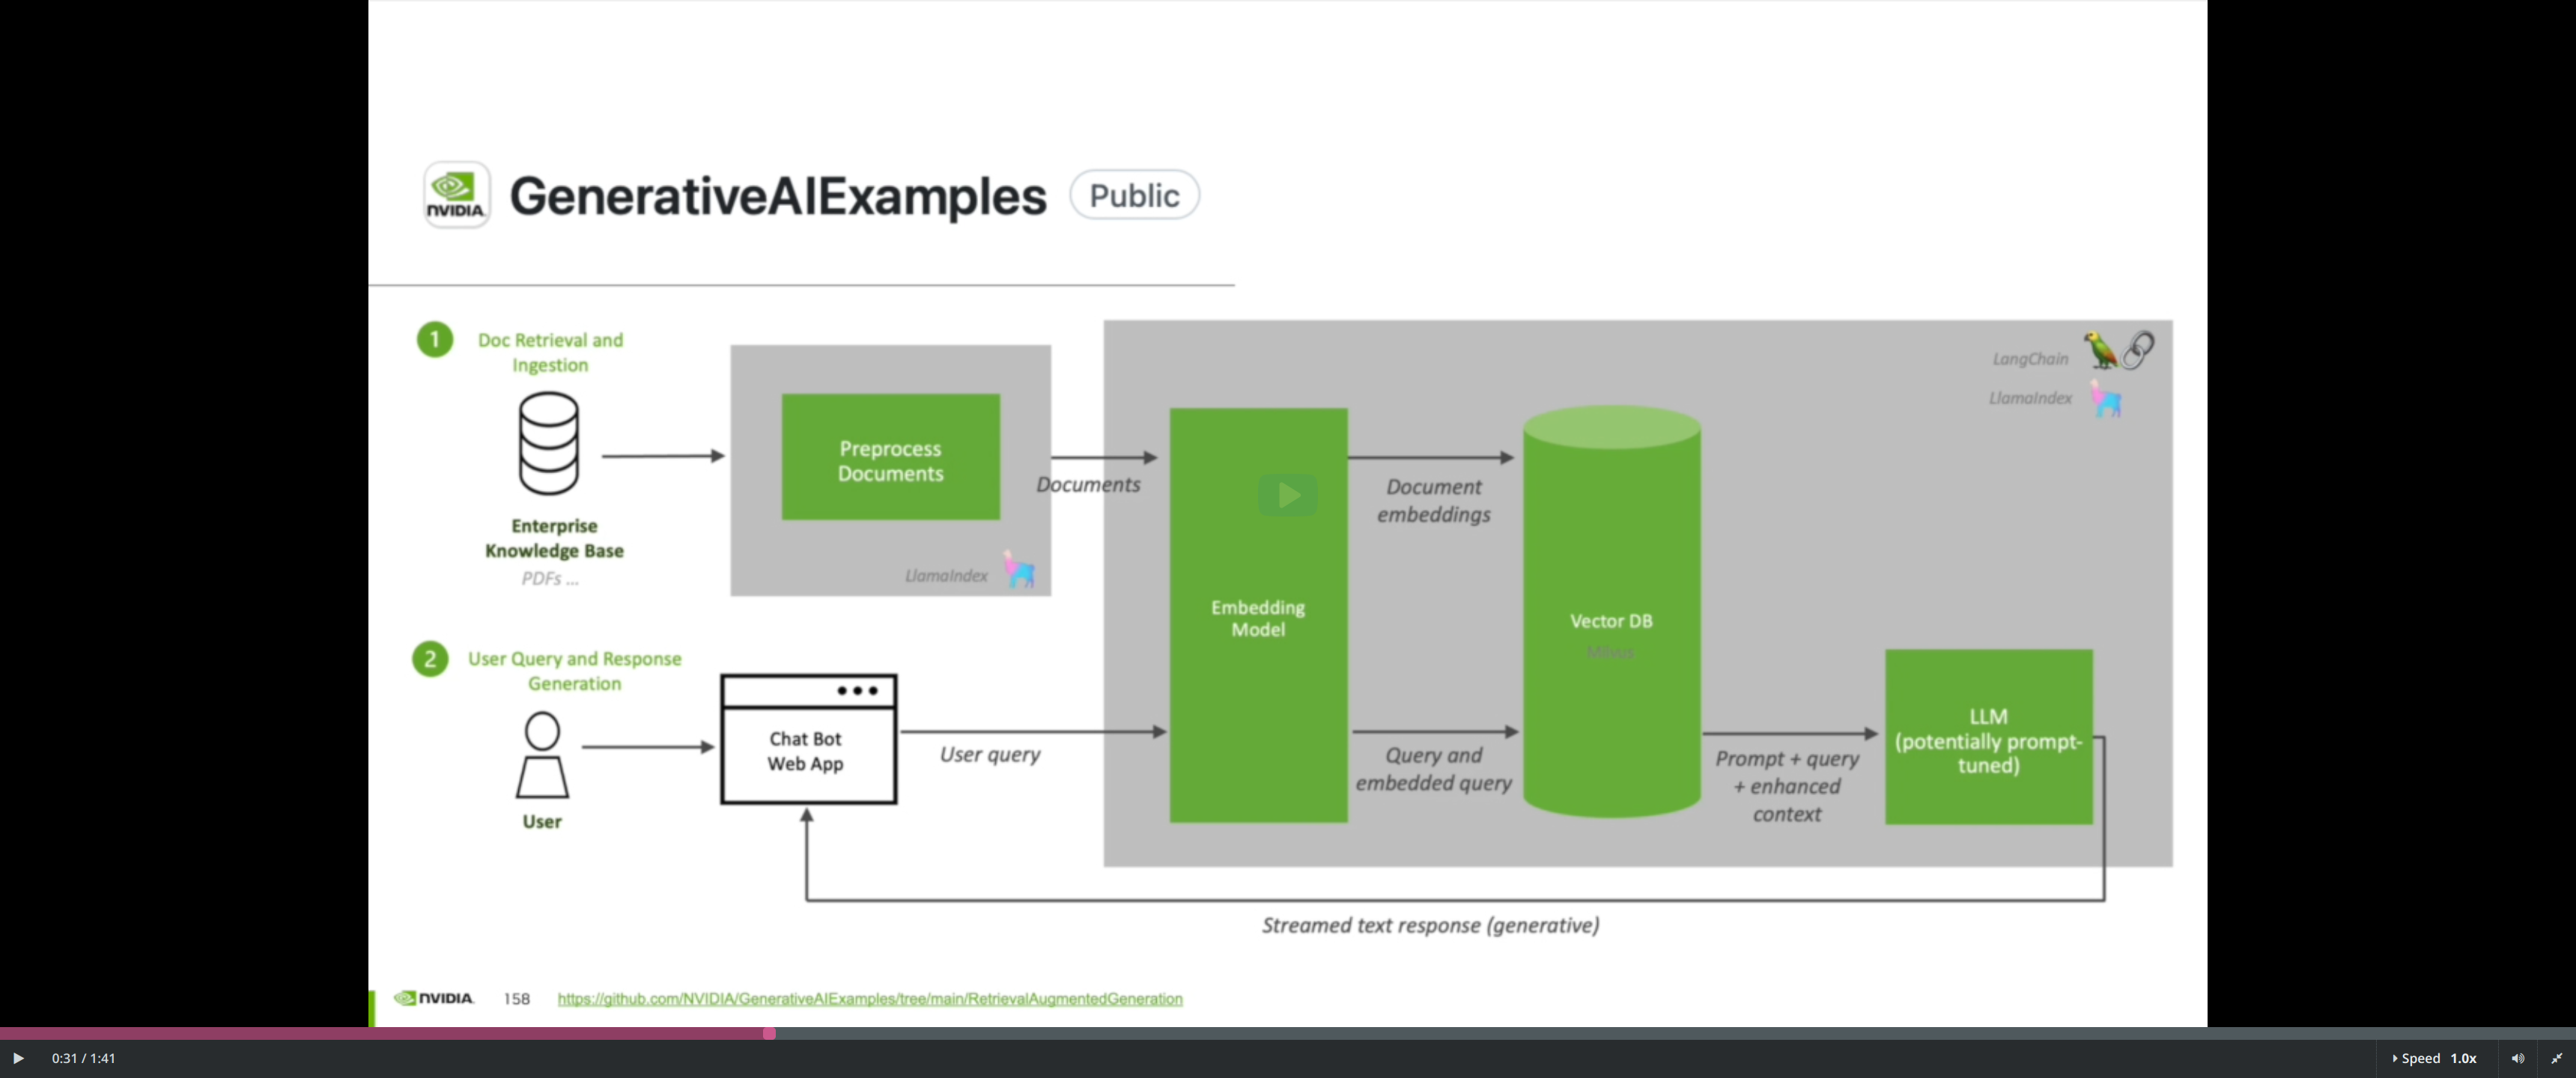 NVIDIA.
GenerativeAIExamples
Public
1
Doc Retrieval and
Ingestion
Enterprise
Knowledge Base
PDFs ...
Preprocess
Documents
LlamaIndex
Documents
Embedding
Model
Document
embeddings
Vector DB
Milvus
LangChain
LlamaIndex
2
User Query and Response
Generation
User
Chat Bot
Web App
User query
Query and
embedded query
Prompt + query
+ enhanced
context
LLM
(potentially prompt-
tuned)
Streamed text response (generative)
NVIDIA.
158
https://github.com/NVIDIA/GenerativeAIExamples/tree/main/RetrievalAugmentedGeneration
0:31 / 1:41
Speed 1.0x